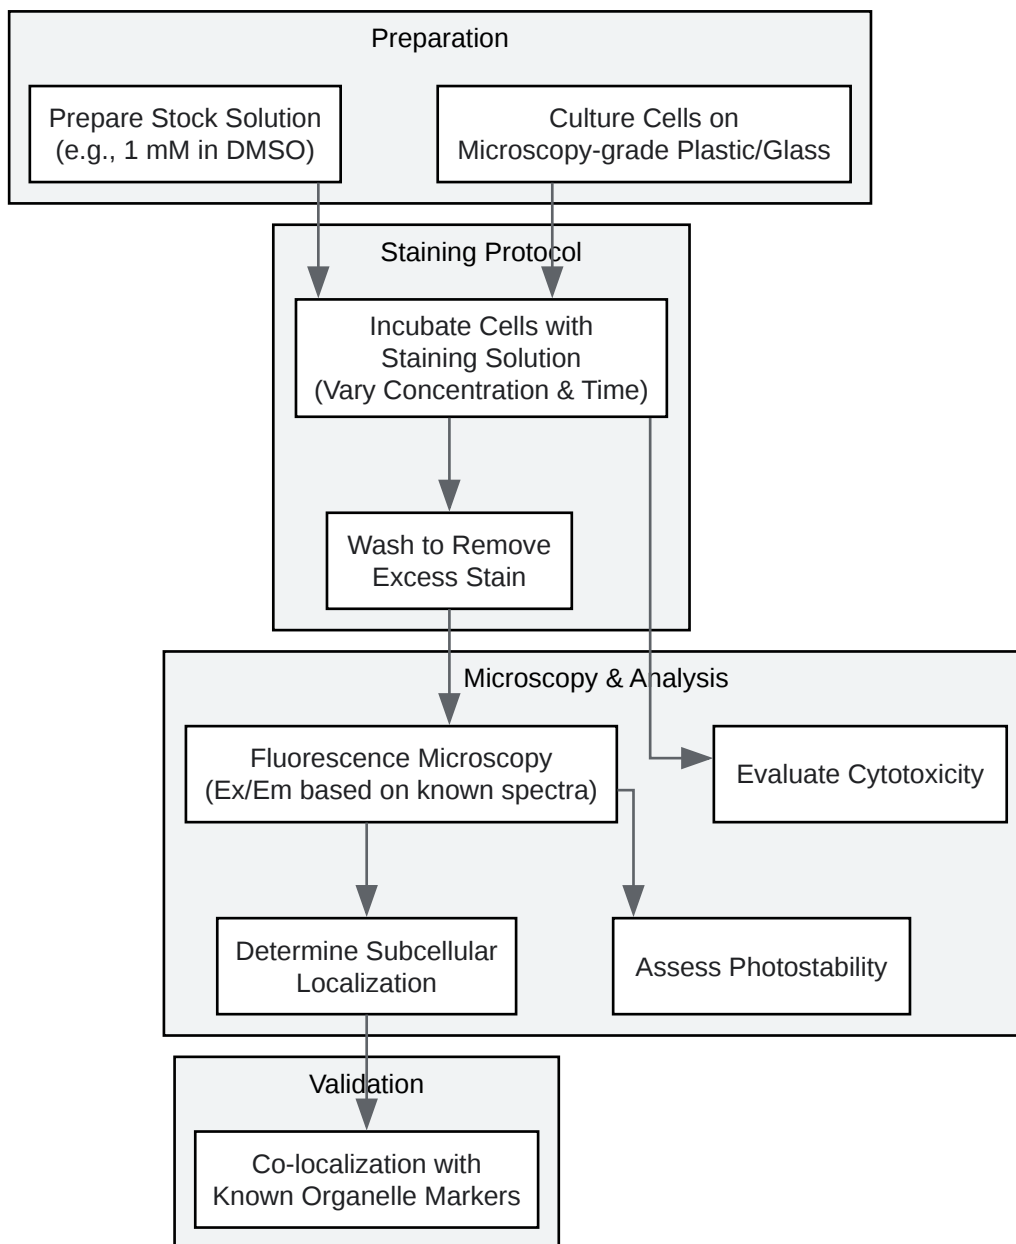 Preparation
Prepare Stock Solution
(e.g., 1 mM in DMSO)
Culture Cells on
Microscopy-grade Plastic/Glass
Staining Protocol
Incubate Cells with
Staining Solution
(Vary Concentration & Time)
Wash to Remove
Excess Stain
Microscopy & Analysis
Fluorescence Microscopy
(Ex/Em based on known spectra)
Evaluate Cytotoxicity
Determine Subcellular
Localization
Assess Photostability
Validation
Co-localization with
Known Organelle Markers